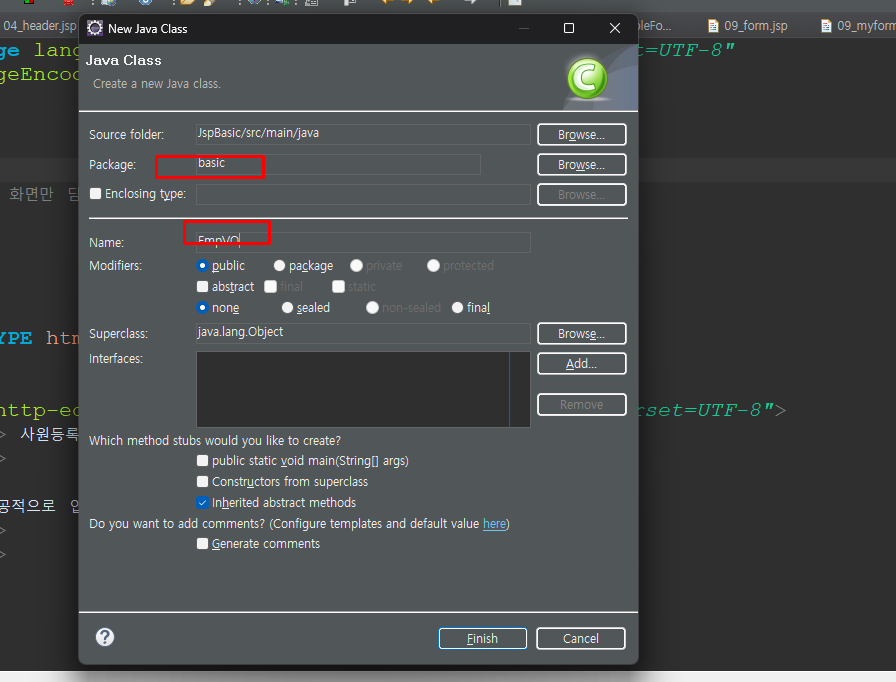 04_header.jsp
New Java Class
09_form.jsp
09_myform
ge lang
t=UTF-8"
geEncod
Java Class
Create a new Java class.
Source folder: JspBasic/src/main/java Browse...
Package: basic Browse...
화면만
Enclosing type: Browse...
Name: EmpVO
Modifiers: public package private protected
abstract final static
none sealed non-sealed final
YPE htm
Superclass: java.lang.Object Browse...
Interfaces: Add...
Remove
http-eq
rset=UTF-8">
> 사원등록
Which method stubs would you like to create?
>
public static void main(String[] args)
Constructors from superclass
공적으로
Inherited abstract methods
>
Do you want to add comments? (Configure templates and default value here)
>
Generate comments
? Finish Cancel